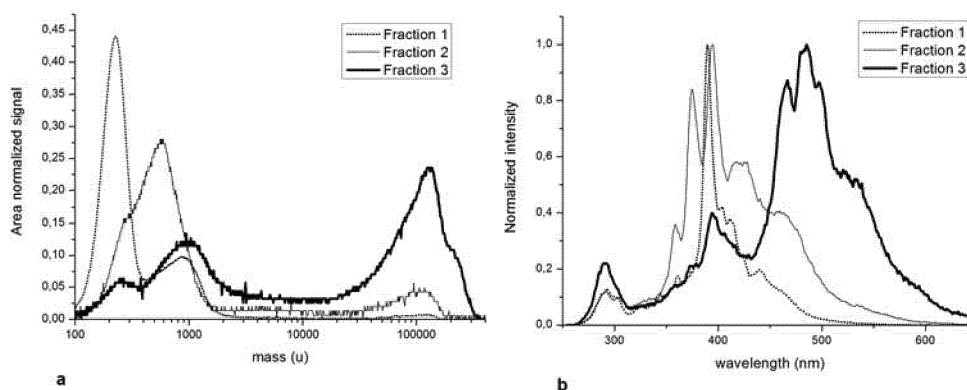 0,45
0,40
0,35
0,30
0,25
0,20
0,15
0,10
0,05
0,00
Area normalized signal
100
1000
10000
100000
mass (u)
Fraction 1
Fraction 2
Fraction 3
a
1,0
0,8
0,6
0,4
0,2
0,0
Normalized intensity
300
400
500
600
wavelength (nm)
Fraction 1
Fraction 2
Fraction 3
b